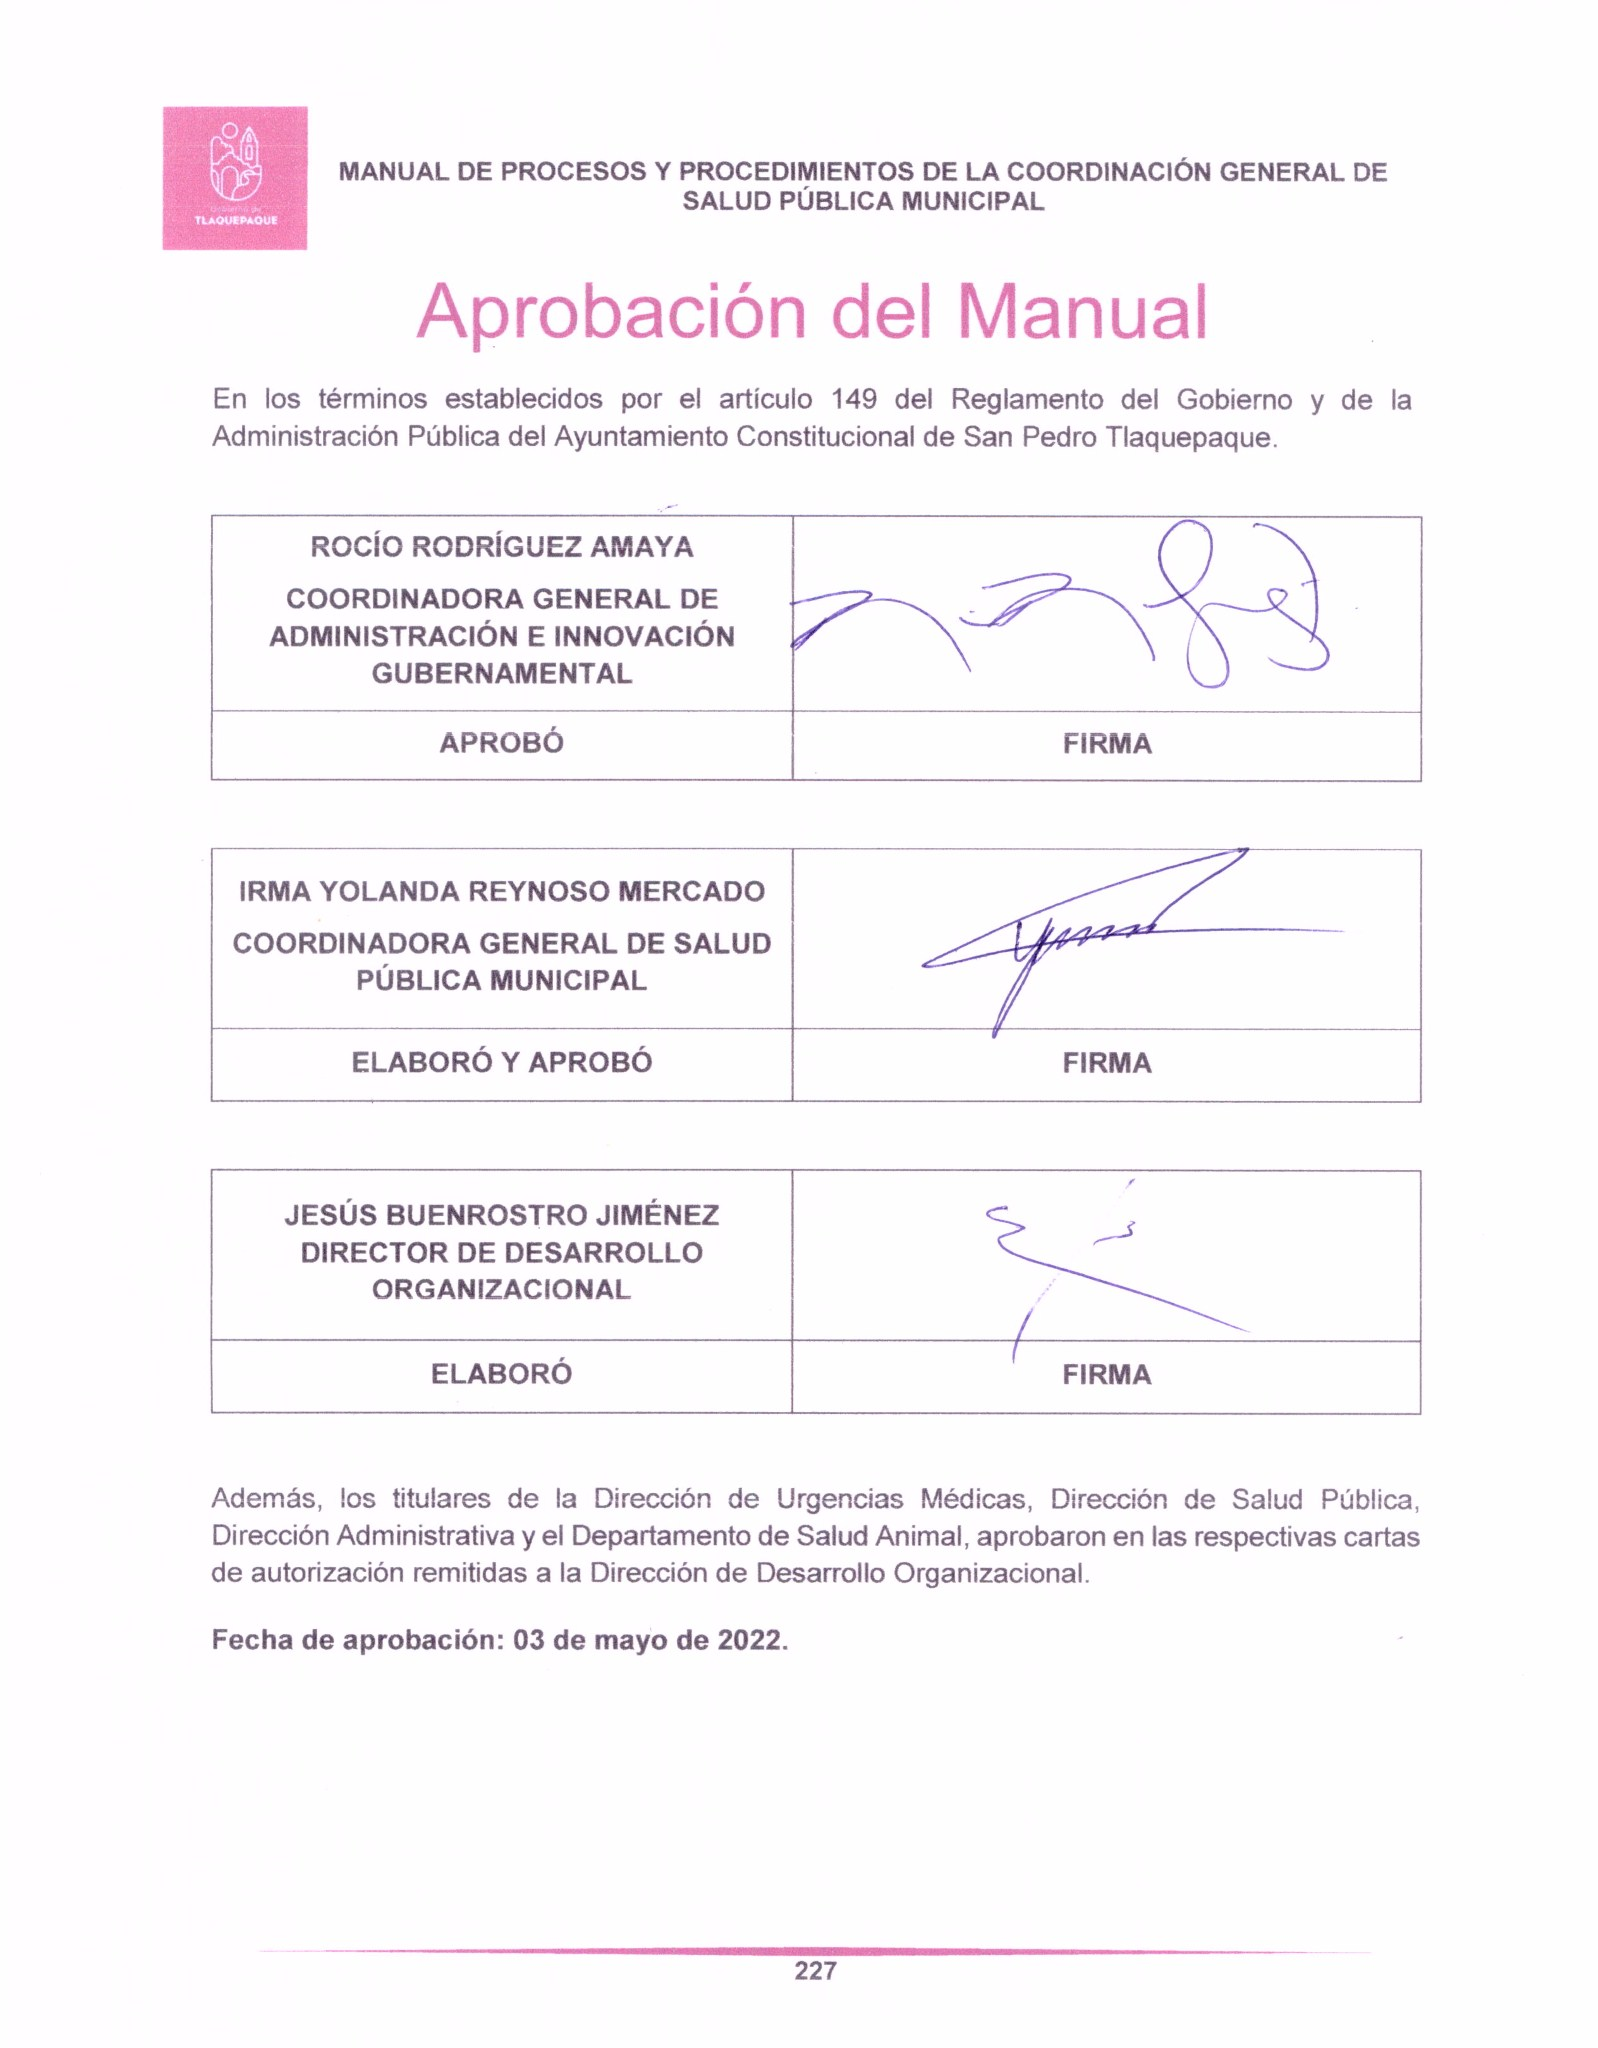 Gobierno de
TLAQUEPAQUE
MANUAL DE PROCESOS Y PROCEDIMIENTOS DE LA COORDINACIÓN GENERAL DE
SALUD PÚBLICA MUNICIPAL
Aprobación del Manual
En los términos establecidos por el artículo 149 del Reglamento del Gobierno y de la
Administración Pública del Ayuntamiento Constitucional de San Pedro Tlaquepaque.
ROCÍO RODRÍGUEZ AMAYA
COORDINADORA GENERAL DE
ADMINISTRACIÓN E INNOVACIÓN
GUBERNAMENTAL
APROBÓ
FIRMA
IRMA YOLANDA REYNOSO MERCADO
COORDINADORA GENERAL DE SALUD
PÚBLICA MUNICIPAL
ELABORÓ Y APROBÓ
FIRMA
JESÚS BUENROSTRO JIMÉNEZ
DIRECTOR DE DESARROLLO
ORGANIZACIONAL
ELABORÓ
FIRMA
Además, los titulares de la Dirección de Urgencias Médicas, Dirección de Salud Pública,
Dirección Administrativa y el Departamento de Salud Animal, aprobaron en las respectivas cartas
de autorización remitidas a la Dirección de Desarrollo Organizacional.
Fecha de aprobación: 03 de mayo de 2022.
227